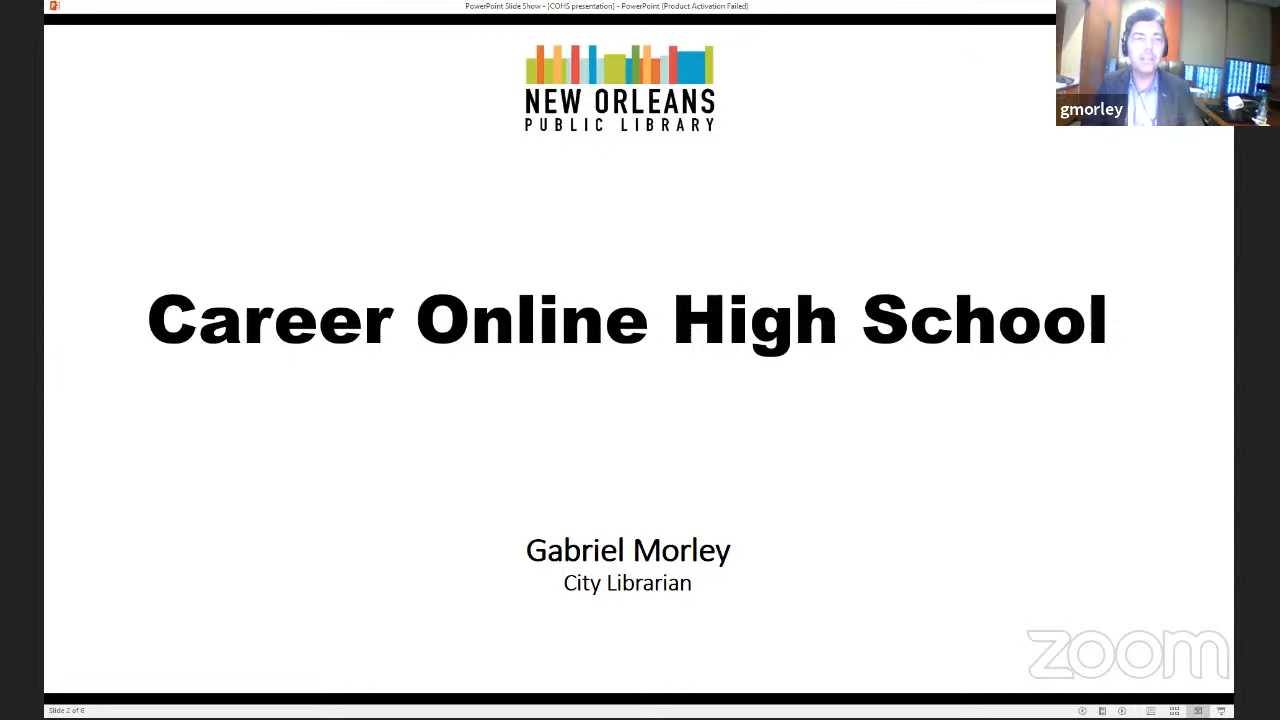 PowerPoint Slide Show - [COHS presentation] - PowerPoint (Product Activation Failed)
NEW ORLEANS
PUBLIC LIBRARY
gmorley
Career Online High School
Gabriel Morley
City Librarian
zoom
Slide 2 of 6